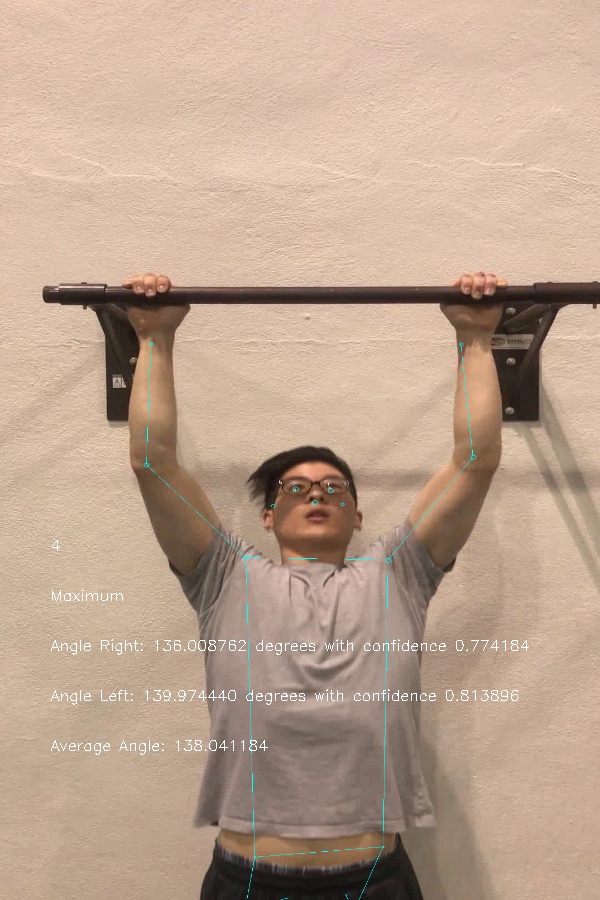 4
Maximum
Angle Right: 136.008762 degrees with confidence 0.774184
Angle Left: 139.974440 degrees with confidence 0.813896
Average Angle: 138.041184